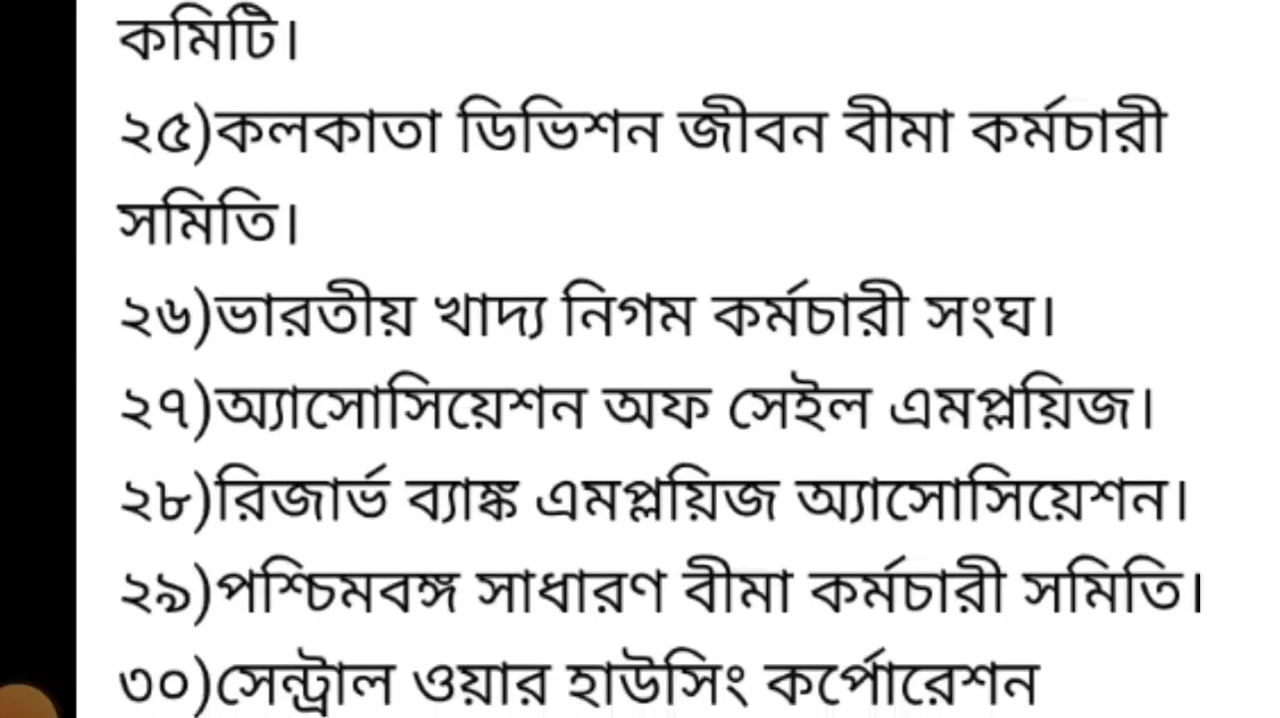 কমিটি।
২৫)কলকাতা ডিভিশন জীবন বীমা কর্মচারী
সমিতি।
২৬)ভারতীয় খাদ্য নিগম কর্মচারী সংঘ।
২৭)অ্যাসোসিয়েশন অফ সেইল এমপ্লয়িজ।
২৮)রিজার্ভ ব্যাঙ্ক এমপ্লয়িজ অ্যাসোসিয়েশন।
২৯)পশ্চিমবঙ্গ সাধারণ বীমা কর্মচারী সমিতি।
৩০)সেন্ট্রাল ওয়ার হাউসিং কর্পোরেশন